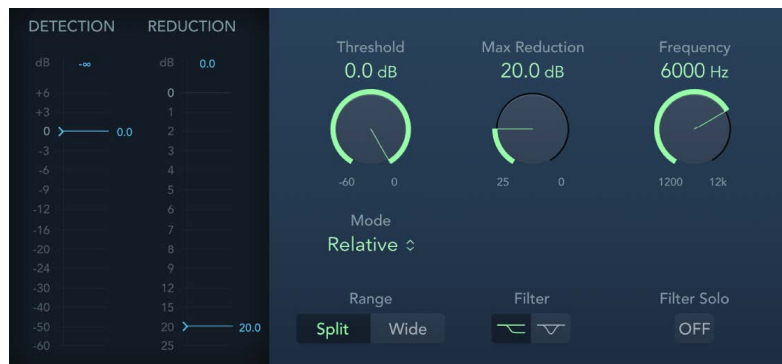 DETECTION REDUCTION
dB -∞ dB 0.0
+6 0
+3 1
0 0.0 2
-3 3
-6 4
-9 5
-12 6
-16 7
-20 8
-24 9
-30 12
-40 15
-50 20 20.0
-60 25
Threshold Max Reduction Frequency
0.0 dB 20.0 dB 6000 Hz
-60 0 25 0 1200 12k
Mode
Relative
Range Filter Filter Solo
Split Wide OFF